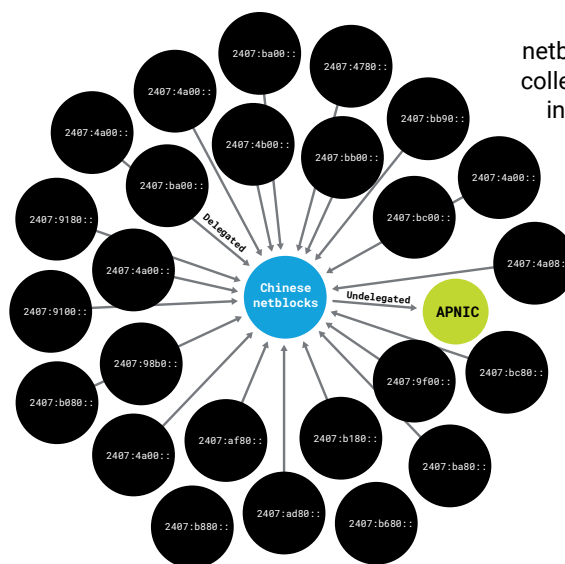 netb
colle
in
2407:ba00::
2407:4780::
2407:4a00::
2407:bb90::
2407:4a00::
2407:4b00::
2407:bb00::
2407:4a00::
2407:ba00::
2407:bc00::
2407:9180::
Delegated
2407:4a00::
2407:4a08::
Chinese
netblocks
Undelegated
APNIC
2407:9100::
2407:98b0::
2407:9f00::
2407:bc80::
2407:b080::
2407:af80::
2407:b180::
2407:4a00::
2407:ba80::
2407:ad80::
2407:b880::
2407:b680::